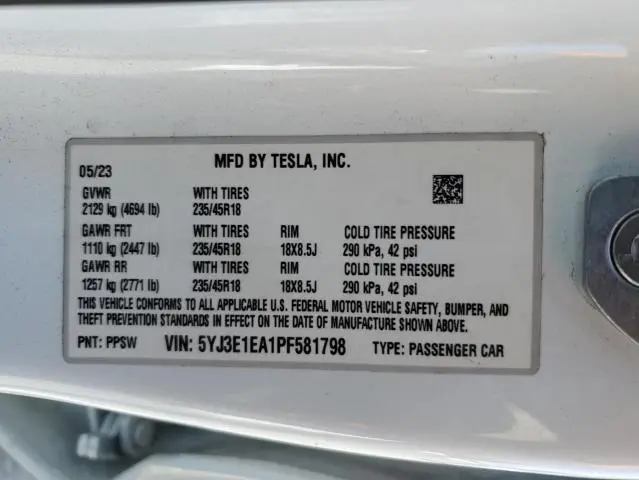 MFD BY TESLA, INC.
05/23
GVWR WITH TIRES
2129 kg (4694 lb) 235/45R18
GAWR FRT WITH TIRES RIM COLD TIRE PRESSURE
1110 kg (2447 lb) 235/45R18 18X8.5J 290 kPa, 42 psi
GAWR RR WITH TIRES RIM COLD TIRE PRESSURE
1257 kg (2771 lb) 235/45R18 18X8.5J 290 kPa, 42 psi
THIS VEHICLE CONFORMS TO ALL APPLICABLE U.S. FEDERAL MOTOR VEHICLE SAFETY, BUMPER, AND
THEFT PREVENTION STANDARDS IN EFFECT ON THE DATE OF MANUFACTURE SHOWN ABOVE.
PNT: PPSW VIN: 5YJ3E1EA1PF581798 TYPE: PASSENGER CAR